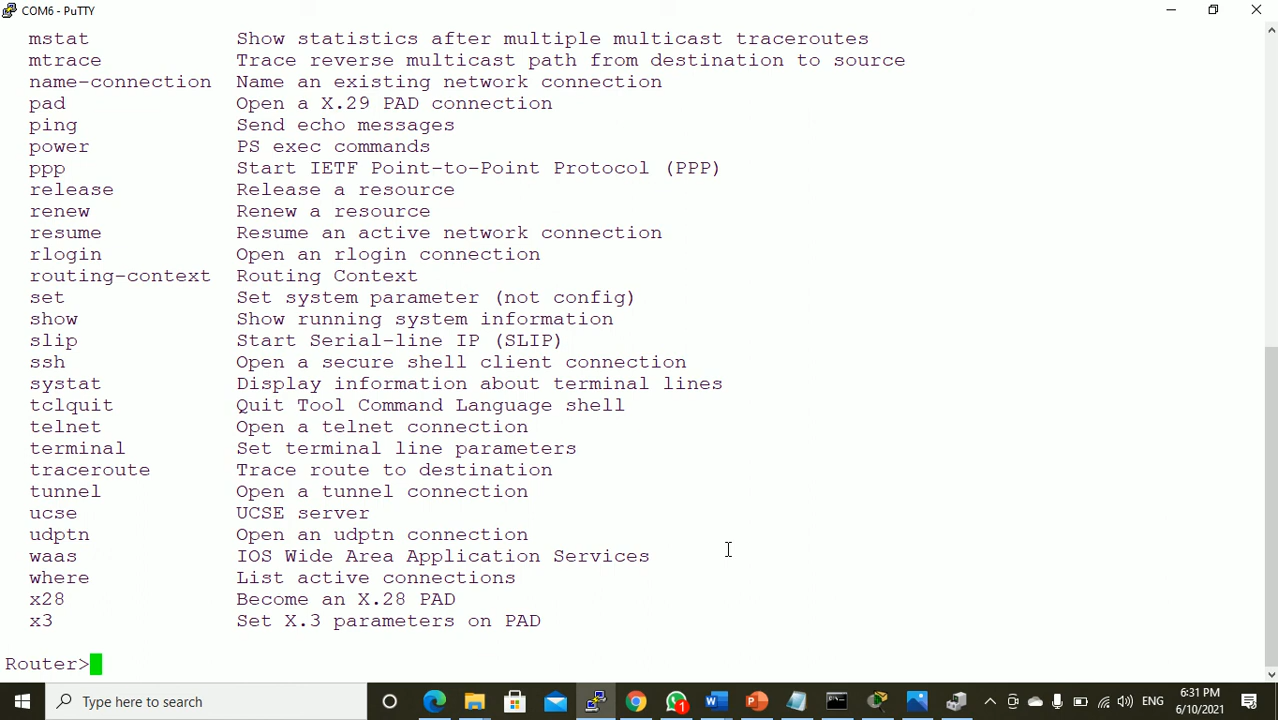 COM6 - PuTTY
mstat Show statistics after multiple multicast traceroutes
mtrace Trace reverse multicast path from destination to source
name-connection Name an existing network connection
pad Open a X.29 PAD connection
ping Send echo messages
power PS exec commands
ppp Start IETF Point-to-Point Protocol (PPP)
release Release a resource
renew Renew a resource
resume Resume an active network connection
rlogin Open an rlogin connection
routing-context Routing Context
set Set system parameter (not config)
show Show running system information
slip Start Serial-line IP (SLIP)
ssh Open a secure shell client connection
systat Display information about terminal lines
tclquit Quit Tool Command Language shell
telnet Open a telnet connection
terminal Set terminal line parameters
traceroute Trace route to destination
tunnel Open a tunnel connection
ucse UCSE server
udptn Open an udptn connection
waas IOS Wide Area Application Services
where List active connections
x28 Become an X.28 PAD
x3 Set X.3 parameters on PAD
Router>
Type here to search
1
ENG
6:31 PM
6/10/2021